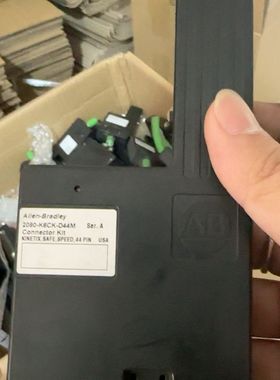 Allen-Bradley
2090-K6CK-D44M Ser. A
Connector Kit
KINETIX SAFE SPEED, 44 PIN USA
AB